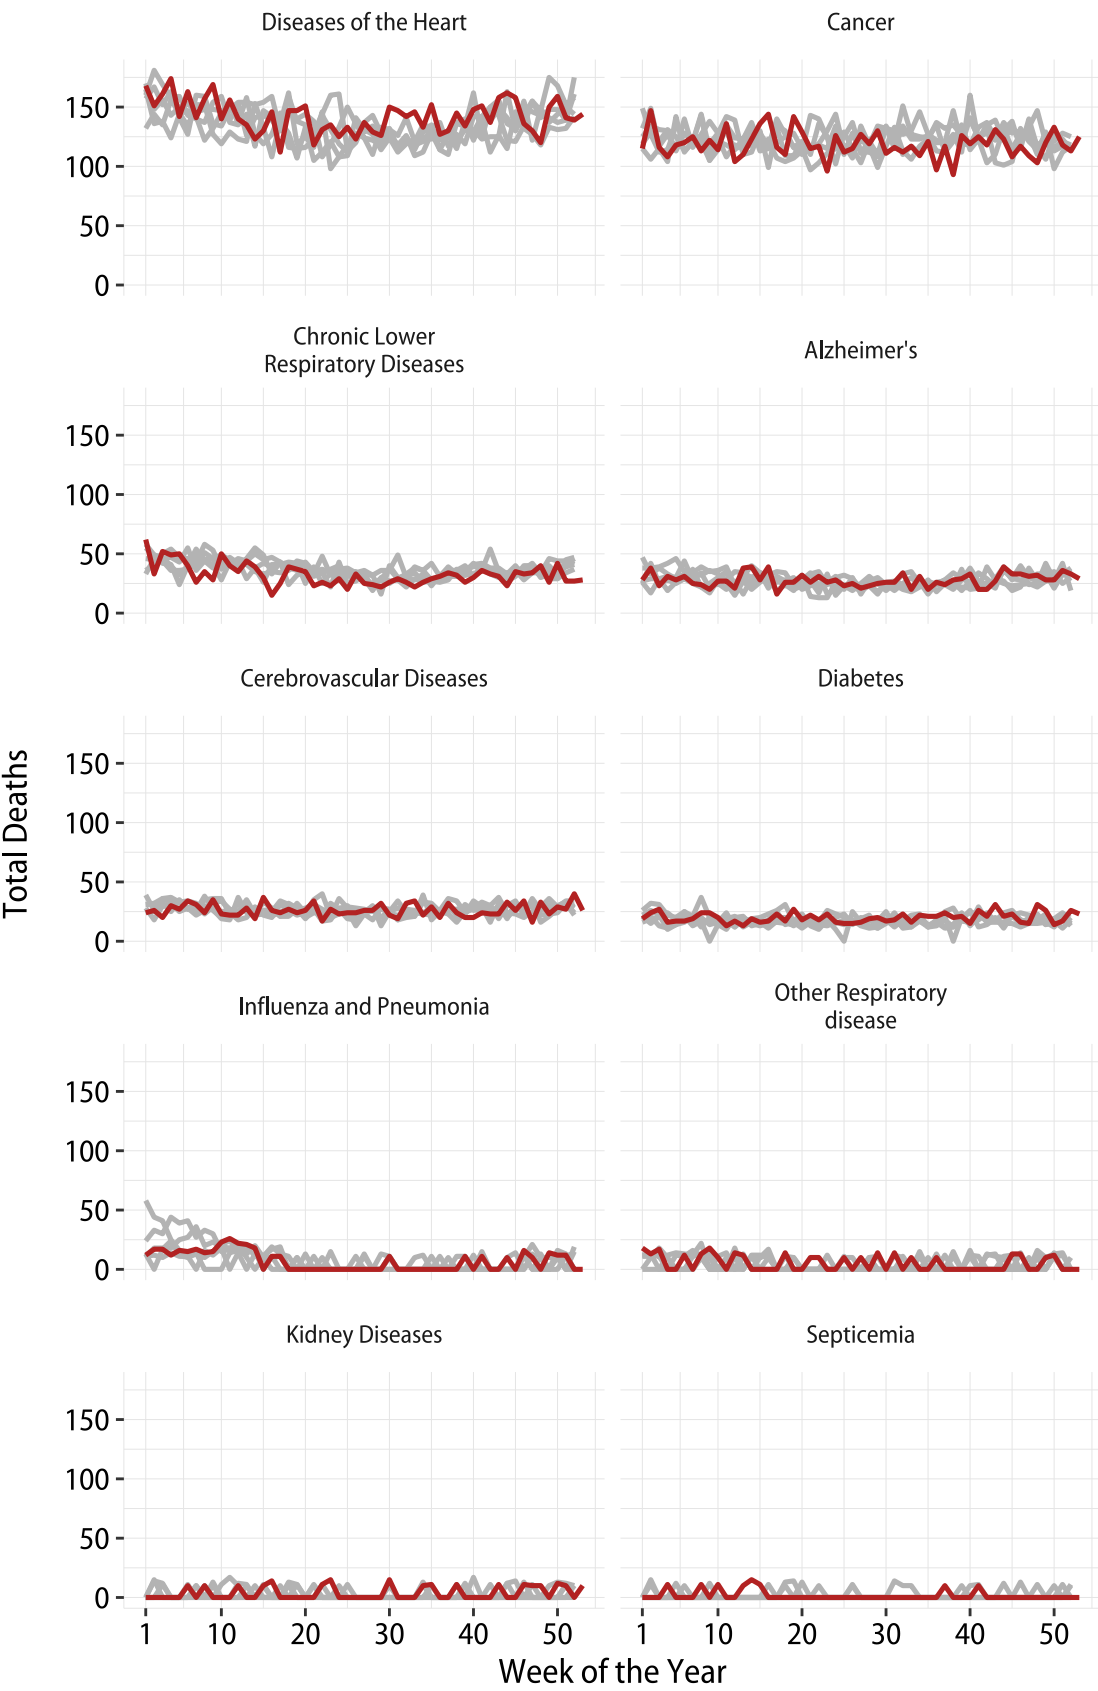 Diseases of the Heart
Cancer
150
100
50
0
Chronic Lower
Respiratory Diseases
Alzheimer's
150
100
50
0
Cerebrovascular Diseases
Diabetes
150
100
50
0
Influenza and Pneumonia
Other Respiratory
disease
150
100
50
0
Kidney Diseases
Septicemia
150
100
50
0
1 10 20 30 40 50
1 10 20 30 40 50
Total Deaths
Week of the Year